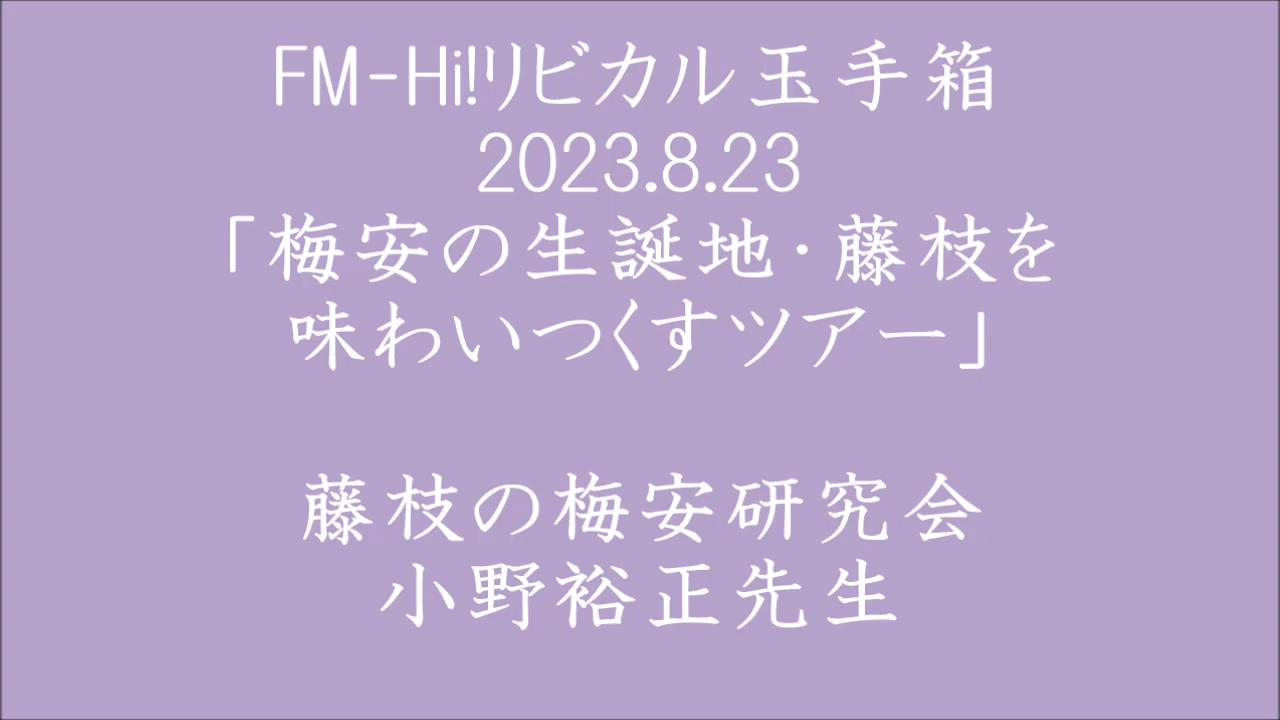 FM-Hi!リビカル玉手箱
2023.8.23
「梅安の生誕地・藤枝を
味わいつくすツアー」
藤枝の梅安研究会
小野裕正先生